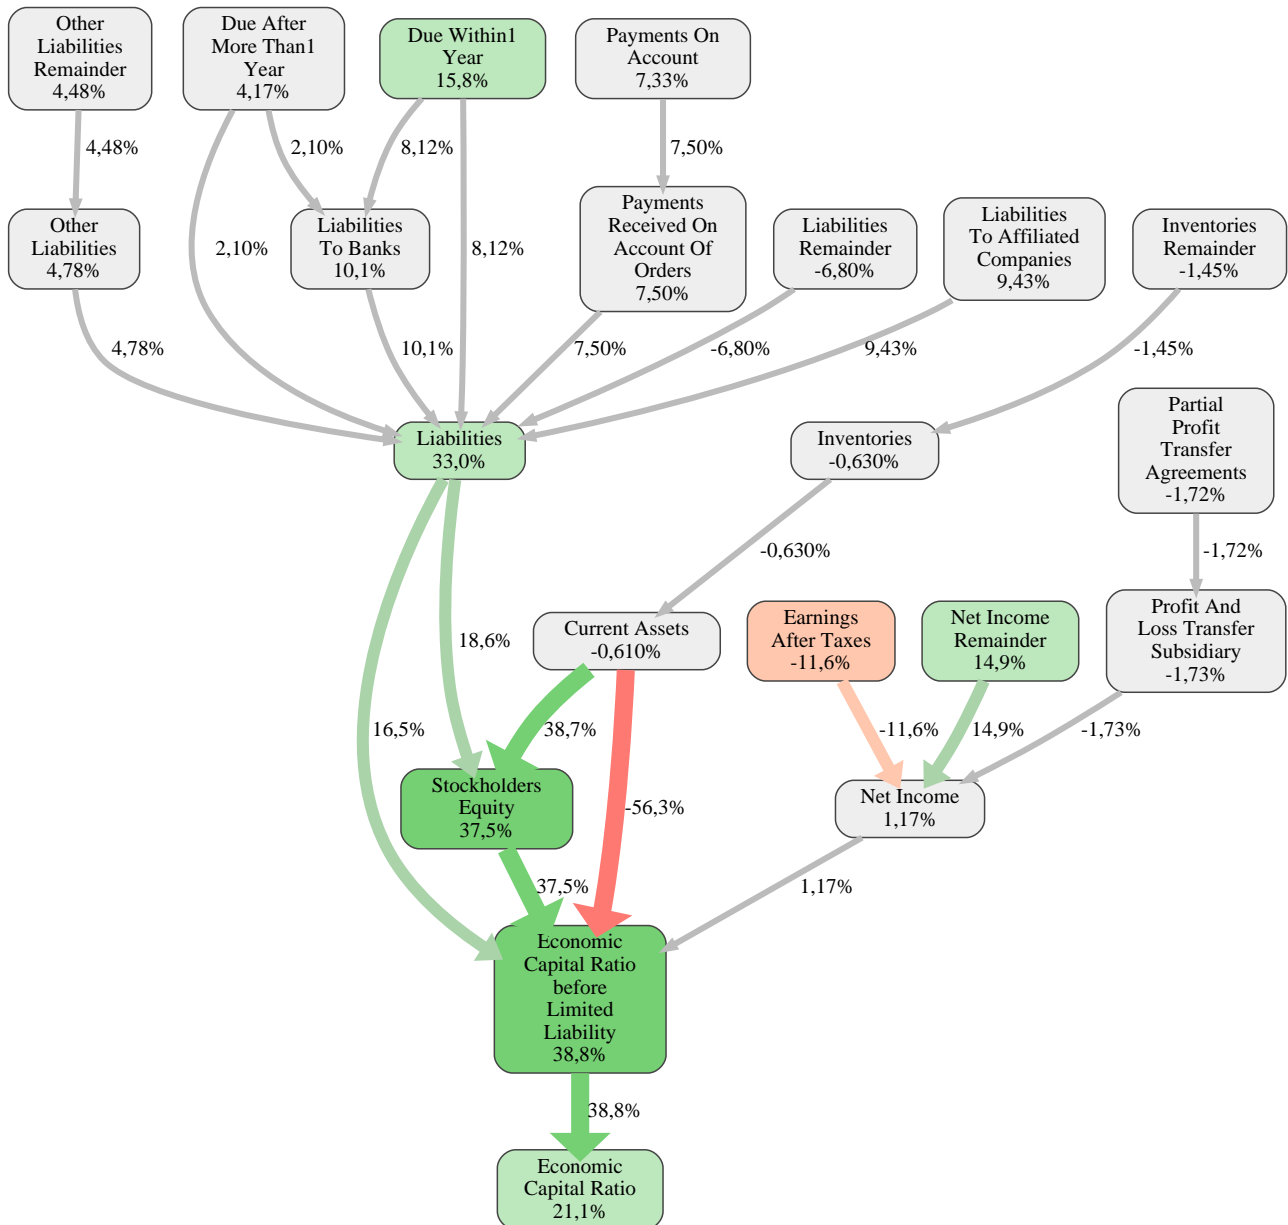 Other
Liabilities
Remainder
4,48%
Due After
More Than1
Year
4,17%
Due Within1
Year
15,8%
Payments On
Account
7,33%
4,48%
2,10%
8,12%
7,50%
Other
Liabilities
4,78%
2,10%
Liabilities
To Banks
10,1%
8,12%
Payments
Received On
Account Of
Orders
7,50%
Liabilities
Remainder
-6,80%
Liabilities
To Affiliated
Companies
9,43%
Inventories
Remainder
-1,45%
4,78%
10,1%
7,50%
-6,80%
9,43%
-1,45%
Liabilities
33,0%
Inventories
-0,630%
Partial
Profit
Transfer
Agreements
-1,72%
-0,630%
-1,72%
18,6%
Current Assets
-0,610%
Earnings
After Taxes
-11,6%
Net Income
Remainder
14,9%
Profit And
Loss Transfer
Subsidiary
-1,73%
16,5%
38,7%
-11,6%
14,9%
-1,73%
Stockholders
Equity
37,5%
-56,3%
Net Income
1,17%
37,5%
1,17%
Economic
Capital Ratio
before
Limited
Liability
38,8%
38,8%
Economic
Capital Ratio
21,1%